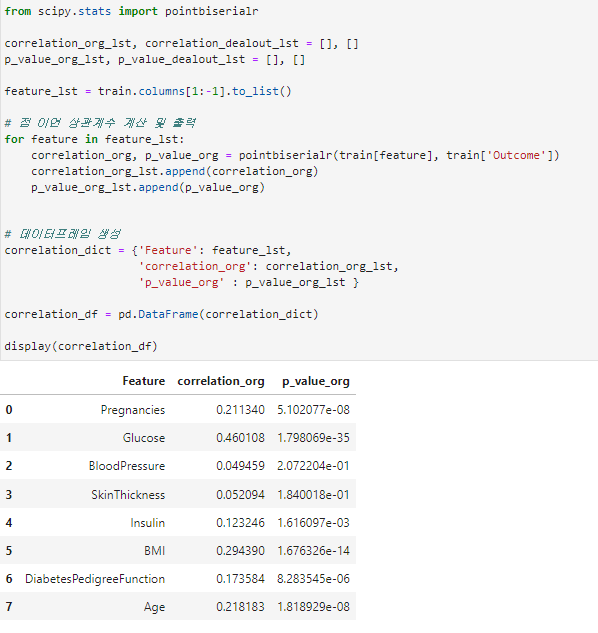 from scipy.stats import pointbiserialr
correlation_org_lst, correlation_dealout_lst = [], []
p_value_org_lst, p_value_dealout_lst = [], []
feature_lst = train.columns[1:-1].to_list()
# 점 이연 상관계수 계산 및 출력
for feature in feature_lst:
    correlation_org, p_value_org = pointbiserialr(train[feature], train['Outcome'])
    correlation_org_lst.append(correlation_org)
    p_value_org_lst.append(p_value_org)
# 데이터프레임 생성
correlation_dict = {'Feature': feature_lst,
                    'correlation_org': correlation_org_lst,
                    'p_value_org' : p_value_org_lst }
correlation_df = pd.DataFrame(correlation_dict)
display(correlation_df)
Feature correlation_org p_value_org
0 Pregnancies 0.211340 5.102077e-08
1 Glucose 0.460108 1.798069e-35
2 BloodPressure 0.049459 2.072204e-01
3 SkinThickness 0.052094 1.840018e-01
4 Insulin 0.123246 1.616097e-03
5 BMI 0.294390 1.676326e-14
6 DiabetesPedigreeFunction 0.173584 8.283545e-06
7 Age 0.218183 1.818929e-08